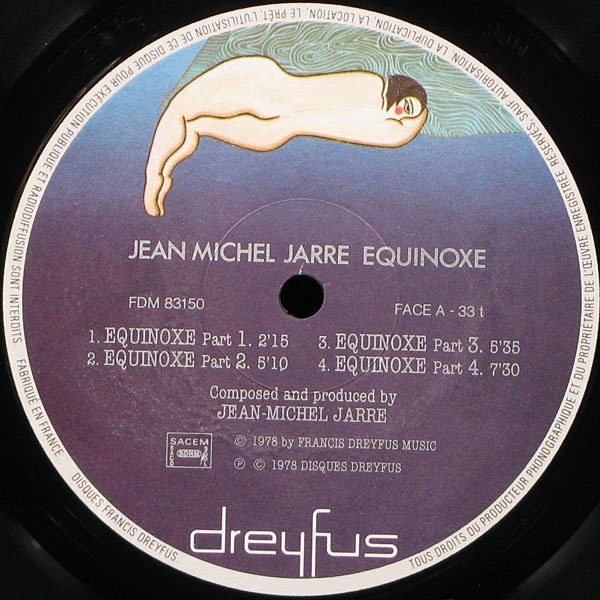 TOUS DROITS DU PRODUCTEUR PHONOGRAPHIQUE ET DU PROPRIÉTAIRE DE L'ŒUVRE ENREGISTRÉE RÉSERVÉS, SAUF AUTORISATION, LA DUPLICATION, LA LOCATION, LE PRÊT, L'UTILISATION DE CE DISQUE POUR EXÉCUTION PUBLIQUE ET RADIODIFFUSION SONT INTERDITS.
FABRIQUÉ EN FRANCE.
DISQUES FRANCIS DREYFUS.
JEAN MICHEL JARRE EQUINOXE
FDM 83150
FACE A - 33 t
1. EQUINOXE Part 1. 2'15
2. EQUINOXE Part 2. 5'10
3. EQUINOXE Part 3. 5'35
4. EQUINOXE Part 4. 7'30
Composed and produced by
JEAN-MICHEL JARRE
SACEM
© 1978 by FRANCIS DREYFUS MUSIC
℗ © 1978 DISQUES DREYFUS
dreyfus